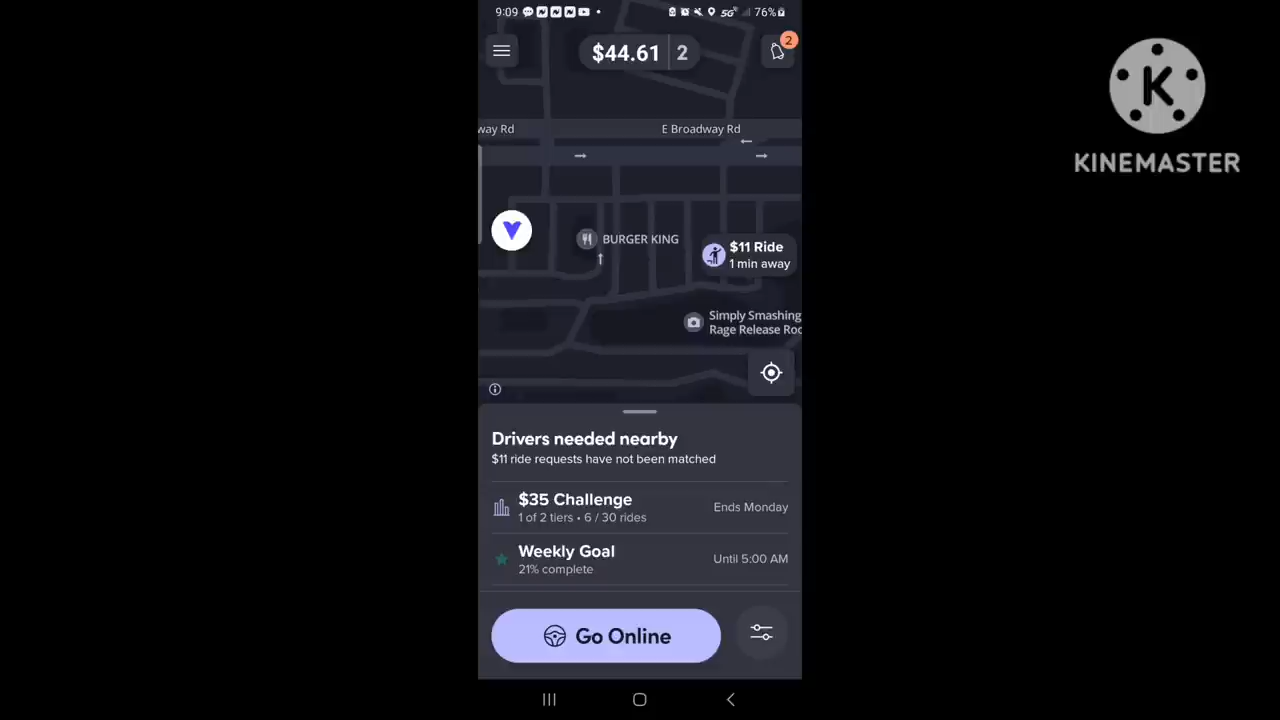 9:09
5G
76%
$44.61 2
2
way Rd
E Broadway Rd
BURGER KING
$11 Ride
1 min away
Simply Smashing
Rage Release Roo
Drivers needed nearby
$11 ride requests have not been matched
$35 Challenge
Ends Monday
1 of 2 tiers • 6 / 30 rides
Weekly Goal
Until 5:00 AM
21% complete
Go Online
K
KINEMASTER